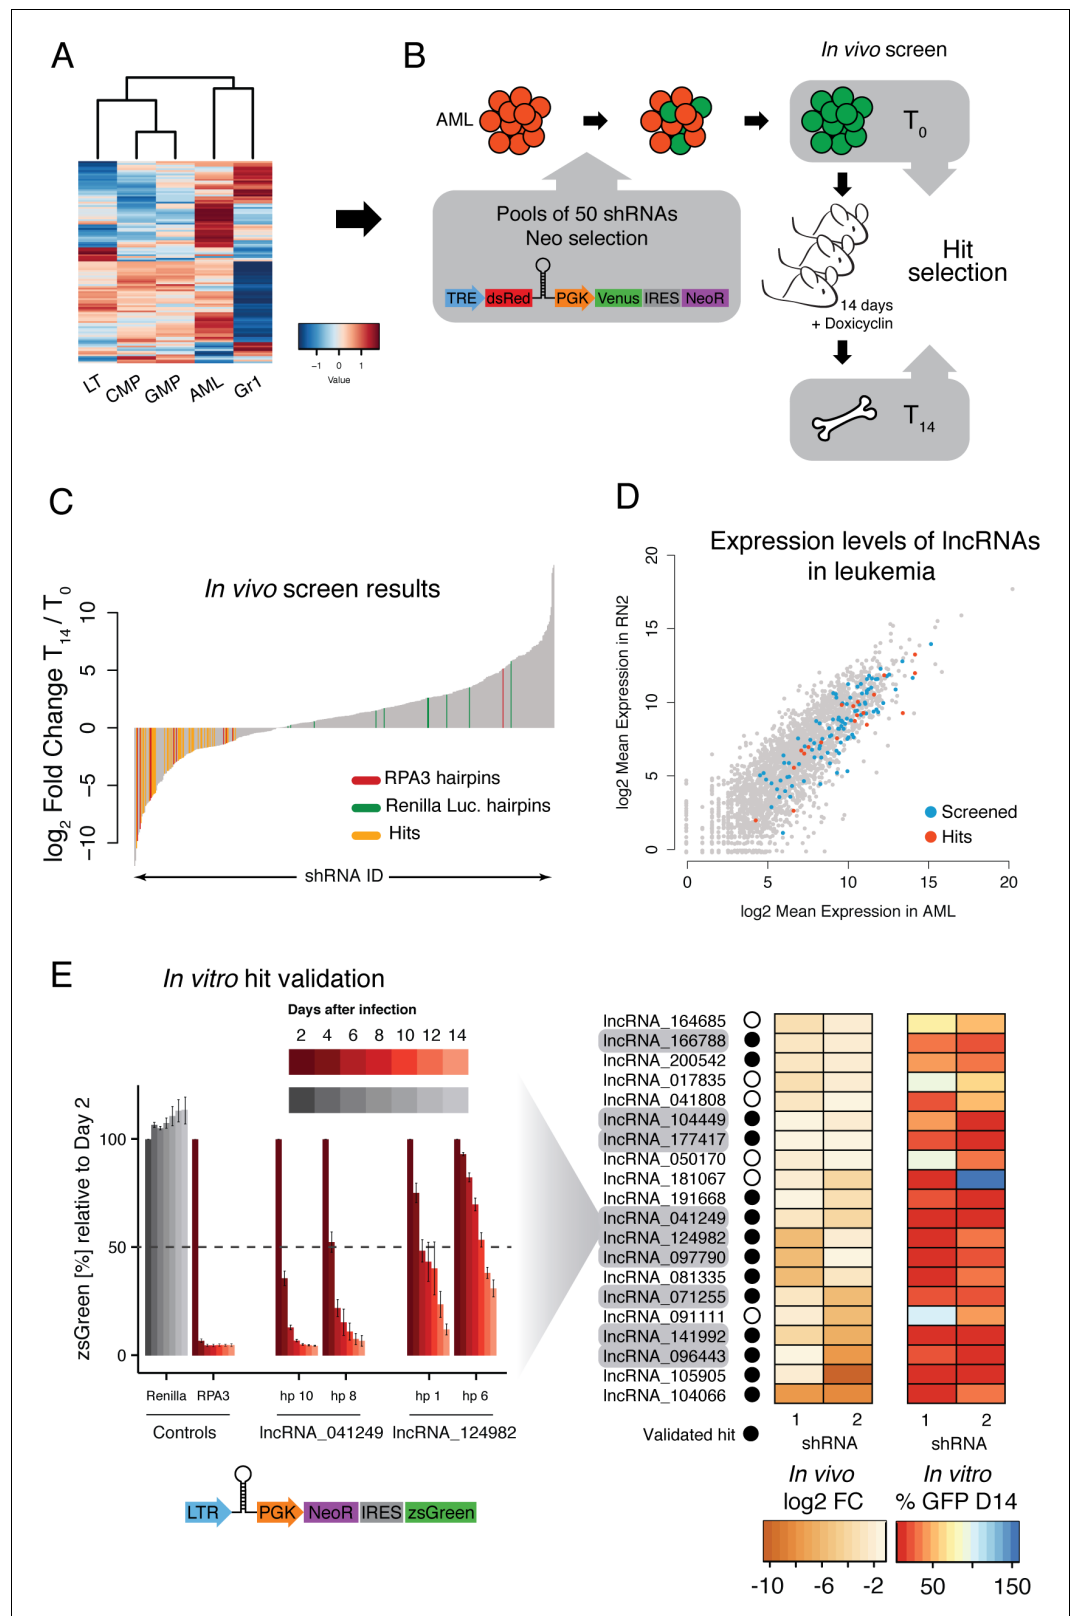 A
LT
CMP
GMP
AML
Gr1
−1 0 1
Value
B
In vivo screen
AML
T0
Pools of 50 shRNAs
Neo selection
TRE dsRed PGK Venus IRES NeoR
Hit
selection
14 days
+ Doxicyclin
T14
C
In vivo screen results
log2 Fold Change T14 / T0
10
5
0
−5
−10
RPA3 hairpins
Renilla Luc. hairpins
Hits
shRNA ID
D
Expression levels of lncRNAs
in leukemia
log2 Mean Expression in RN2
20
15
10
5
0
Screened
Hits
0 5 10 15 20
log2 Mean Expression in AML
E
In vitro hit validation
Days after infection
2 4 6 8 10 12 14
zsGreen [%] relative to Day 2
100
50
0
Renilla RPA3 hp 10 hp 8 hp 1 hp 6
Controls lncRNA_041249 lncRNA_124982
LTR PGK NeoR IRES zsGreen
lncRNA_164685
lncRNA_166788
lncRNA_200542
lncRNA_017835
lncRNA_041808
lncRNA_104449
lncRNA_177417
lncRNA_050170
lncRNA_181067
lncRNA_191668
lncRNA_041249
lncRNA_124982
lncRNA_097790
lncRNA_081335
lncRNA_071255
lncRNA_091111
lncRNA_141992
lncRNA_096443
lncRNA_105905
lncRNA_104066
Validated hit
1 2
shRNA
1 2
shRNA
In vivo
log2 FC
In vitro
% GFP D14
-10 -6 -2
50 150